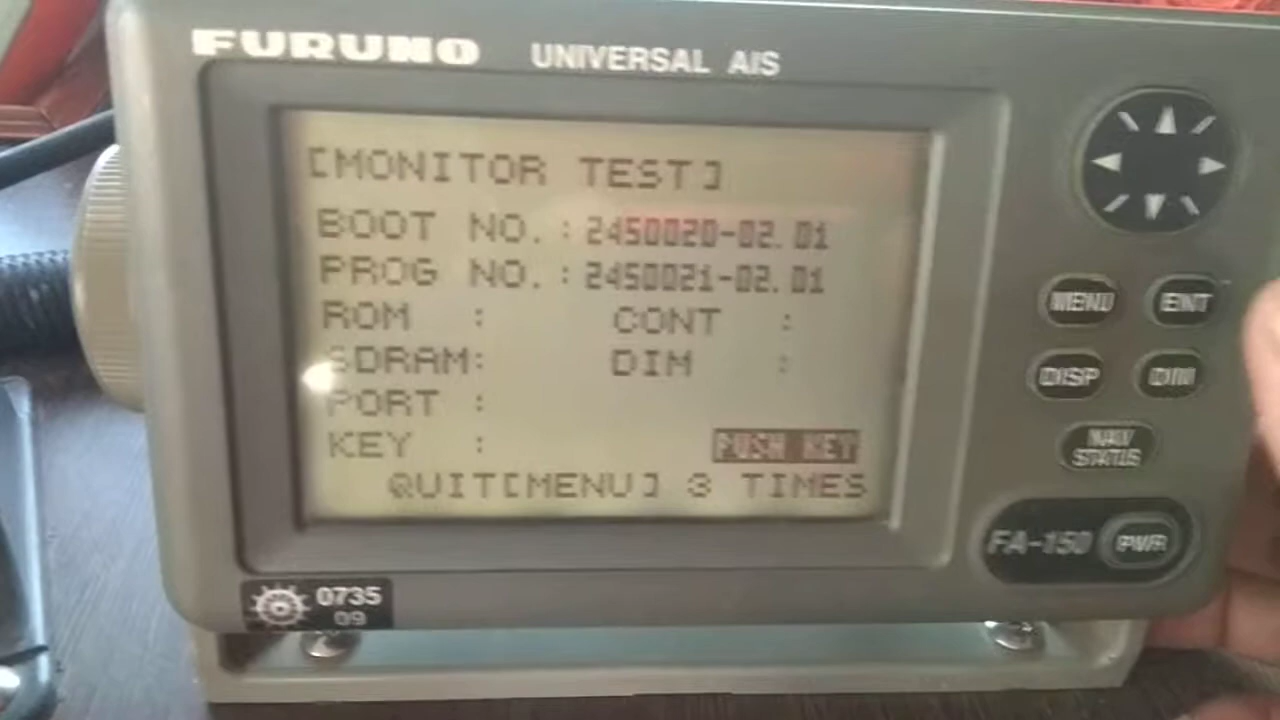 FURUNO UNIVERSAL AIS
[MONITOR TEST]
BOOT NO. : 2450020-02.01
PROG NO. : 2450021-02.01
ROM : CONT :
SDRAM: DIM :
PORT :
KEY : PUSH KEY
QUIT[MENU] 3 TIMES
MENU ENT
DISP DIM
NAV
STATUS
FA-150 PWR
0735
09